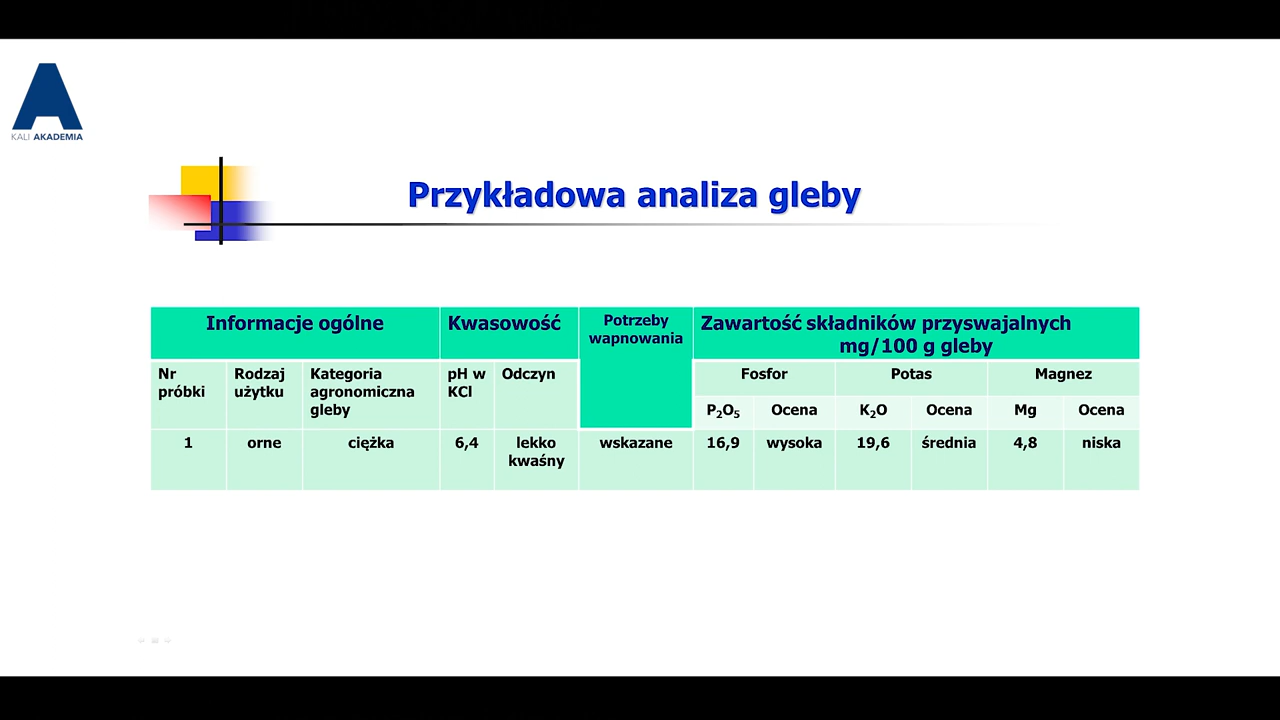 KALI AKADEMIA
Przykładowa analiza gleby
Informacje ogólne
Kwasowość
Potrzeby
wapnowania
Zawartość składników przyswajalnych
mg/100 g gleby
Nr
próbki
Rodzaj
użytku
Kategoria
agronomiczna
gleby
pH w
KCl
Odczyn
Fosfor
Potas
Magnez
P₂O₅
Ocena
K₂O
Ocena
Mg
Ocena
1
orne
ciężka
6,4
lekko
kwaśny
wskazane
16,9
wysoka
19,6
średnia
4,8
niska